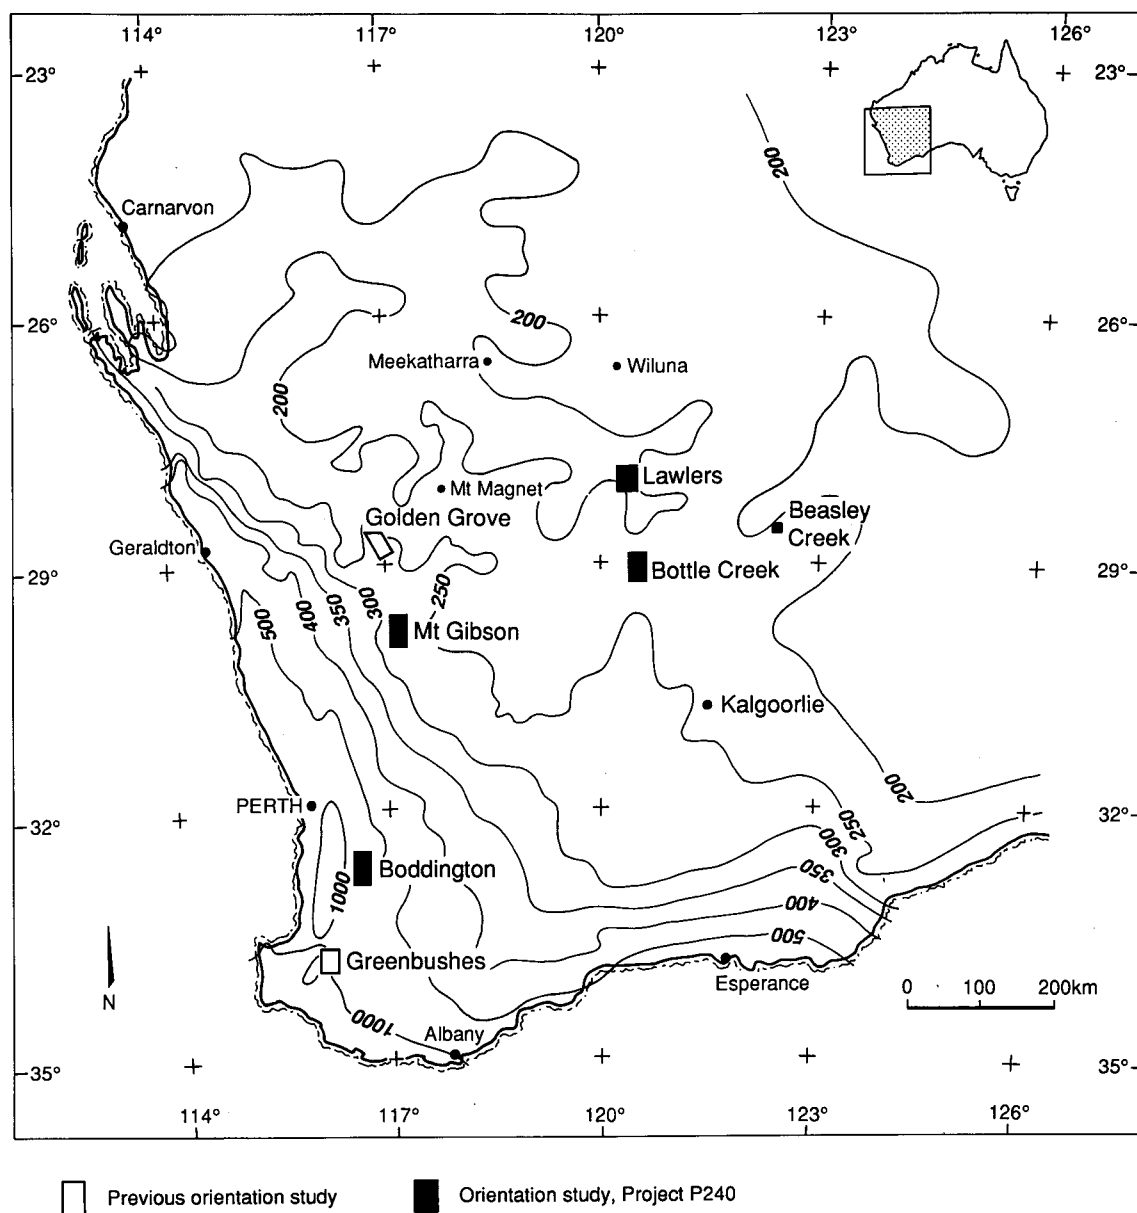 114°
117°
120°
123°
126°
23°
23°
200
Carnarvon
26°
26°
200
Meekatharra
Wiluna
200
Lawlers
Mt Magnet
Golden Grove
Beasley
Creek
Geraldton
29°
29°
Bottle Creek
250
300
350
400
500
Mt Gibson
Kalgoorlie
200
PERTH
32°
32°
250
300
350
400
500
Boddington
1000
Greenbushes
Esperance
0 100 200km
N
1000
Albany
35°
35°
114°
117°
120°
123°
126°
Previous orientation study
Orientation study, Project P240